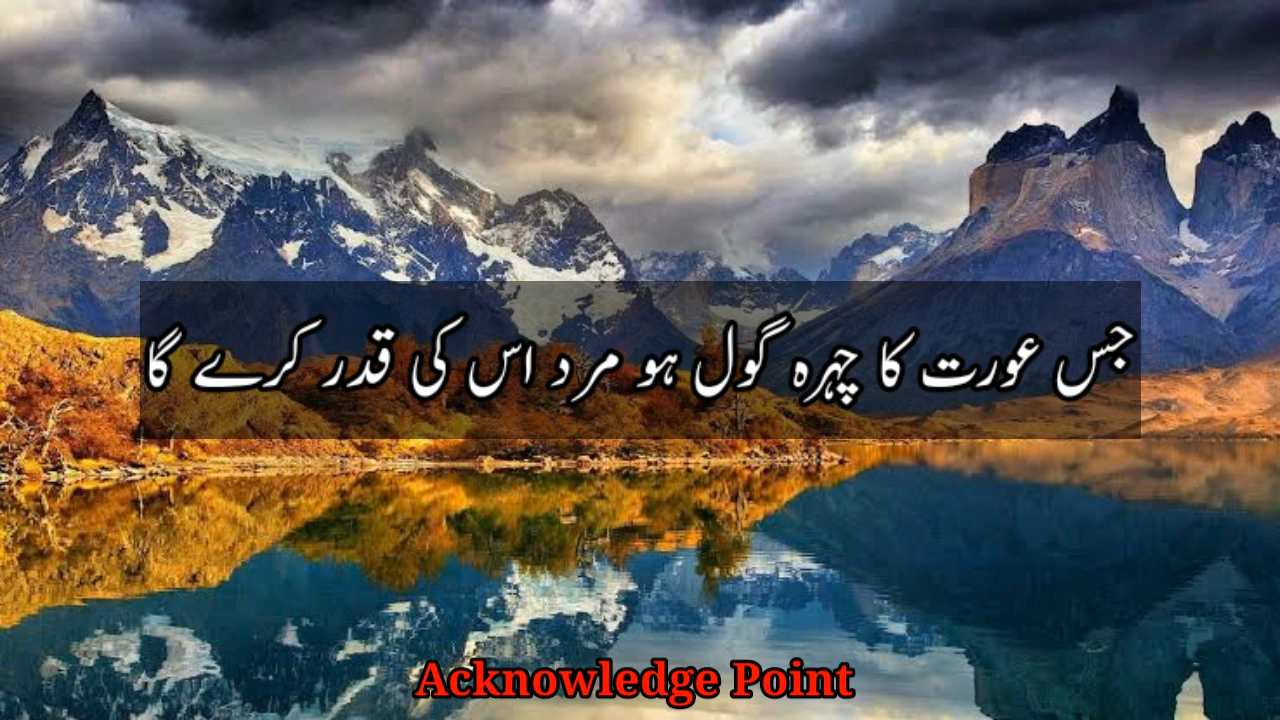 جس عورت کا چہرہ گول ہو مرد اس کی قدر کرے گا
Acknowledge Point